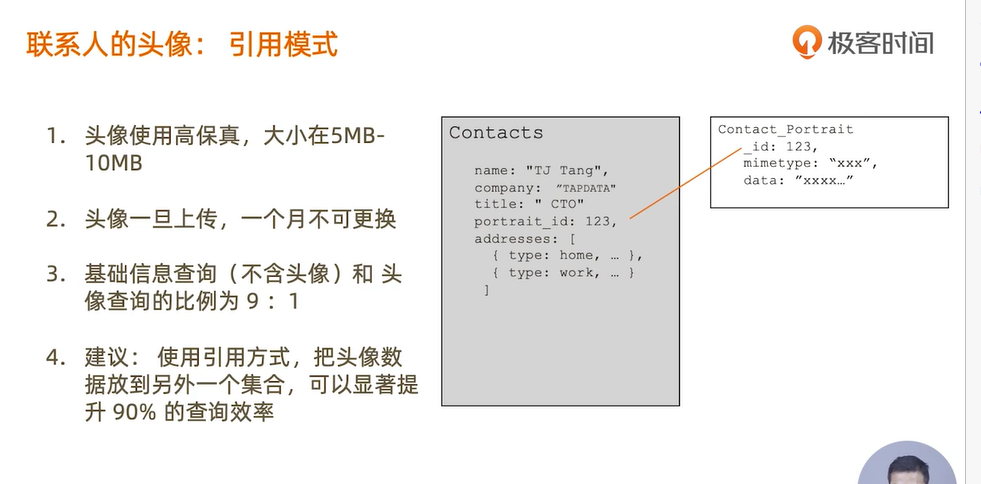 联系人的头像： 引用模式
极客时间
1. 头像使用高保真，大小在5MB-
10MB
2. 头像一旦上传，一个月不可更换
3. 基础信息查询（不含头像）和 头
像查询的比例为 9 ：1
4. 建议： 使用引用方式，把头像数
据放到另外一个集合，可以显著提
升 90% 的查询效率
Contacts
name: "TJ Tang",
company: "TAPDATA"
title: " CTO"
portrait_id: 123,
addresses: [
{ type: home, … },
{ type: work, … }
]
Contact_Portrait
_id: 123,
mimetype: “xxx”,
data: ”xxxx…”